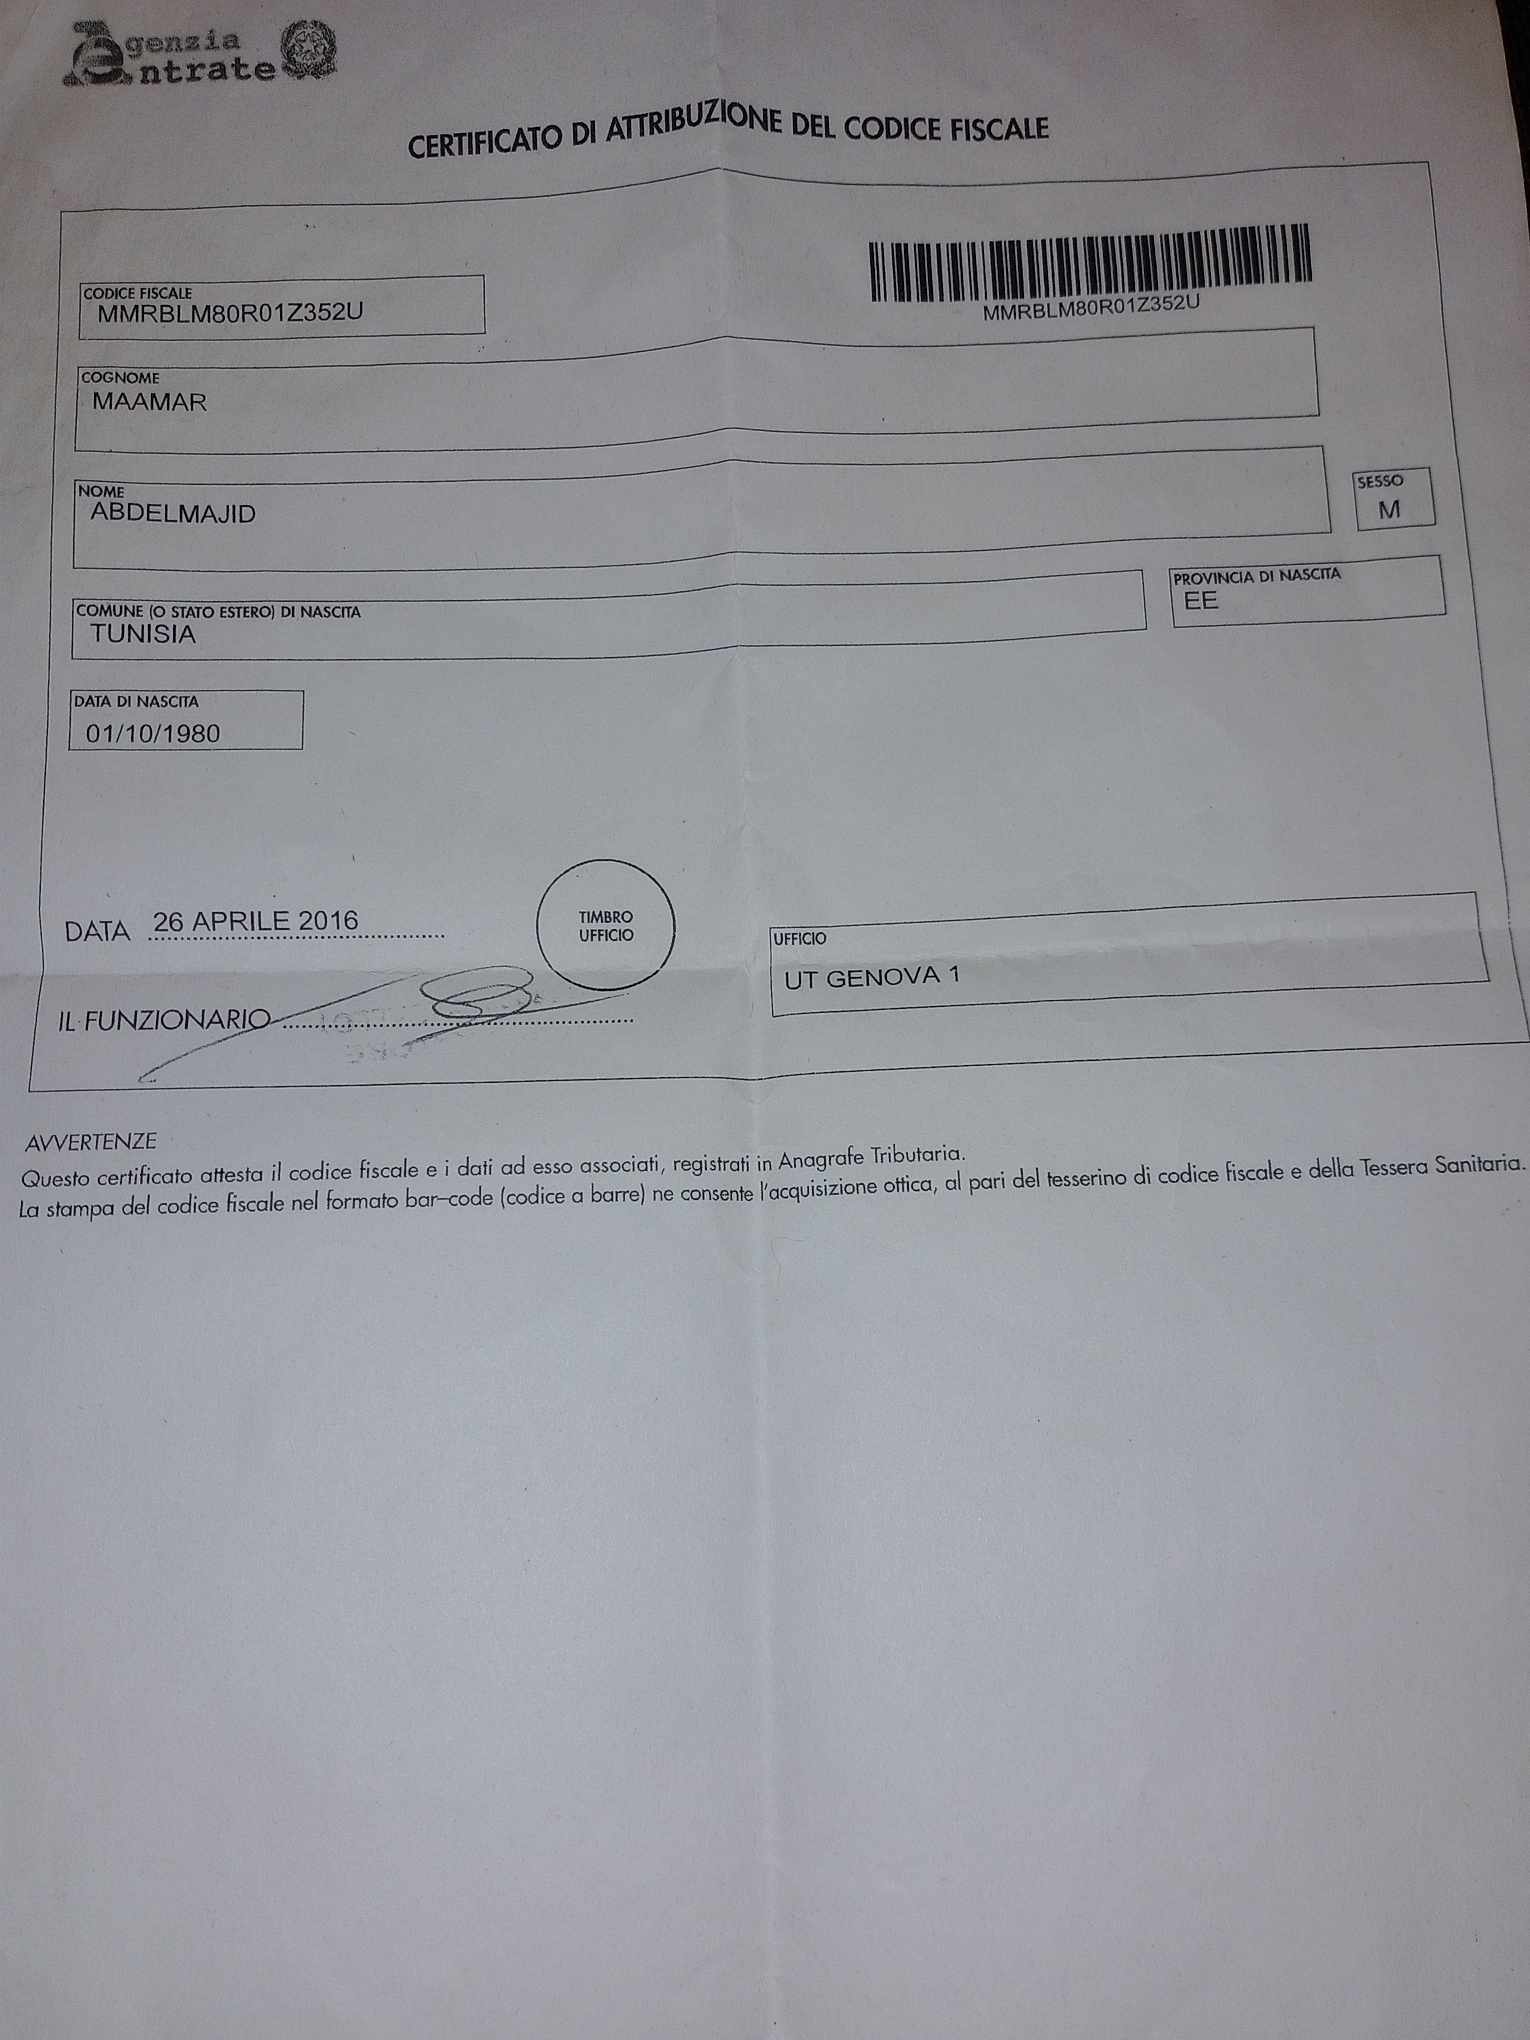 Agenzia
Entrate
CERTIFICATO DI ATTRIBUZIONE DEL CODICE FISCALE
CODICE FISCALE
MMRBLM80R01Z352U
MMRBLM80R01Z352U
COGNOME
MAAMAR
NOME
ABDELMAJID
SESSO
M
COMUNE (O STATO ESTERO) DI NASCITA
TUNISIA
PROVINCIA DI NASCITA
EE
DATA DI NASCITA
01/10/1980
DATA 26 APRILE 2016
TIMBRO
UFFICIO
UFFICIO
UT GENOVA 1
IL FUNZIONARIO
AVVERTENZE
Questo certificato attesta il codice fiscale e i dati ad esso associati, registrati in Anagrafe Tributaria.
La stampa del codice fiscale nel formato bar-code (codice a barre) ne consente l'acquisizione ottica, al pari del tesserino di codice fiscale e della Tessera Sanitaria.